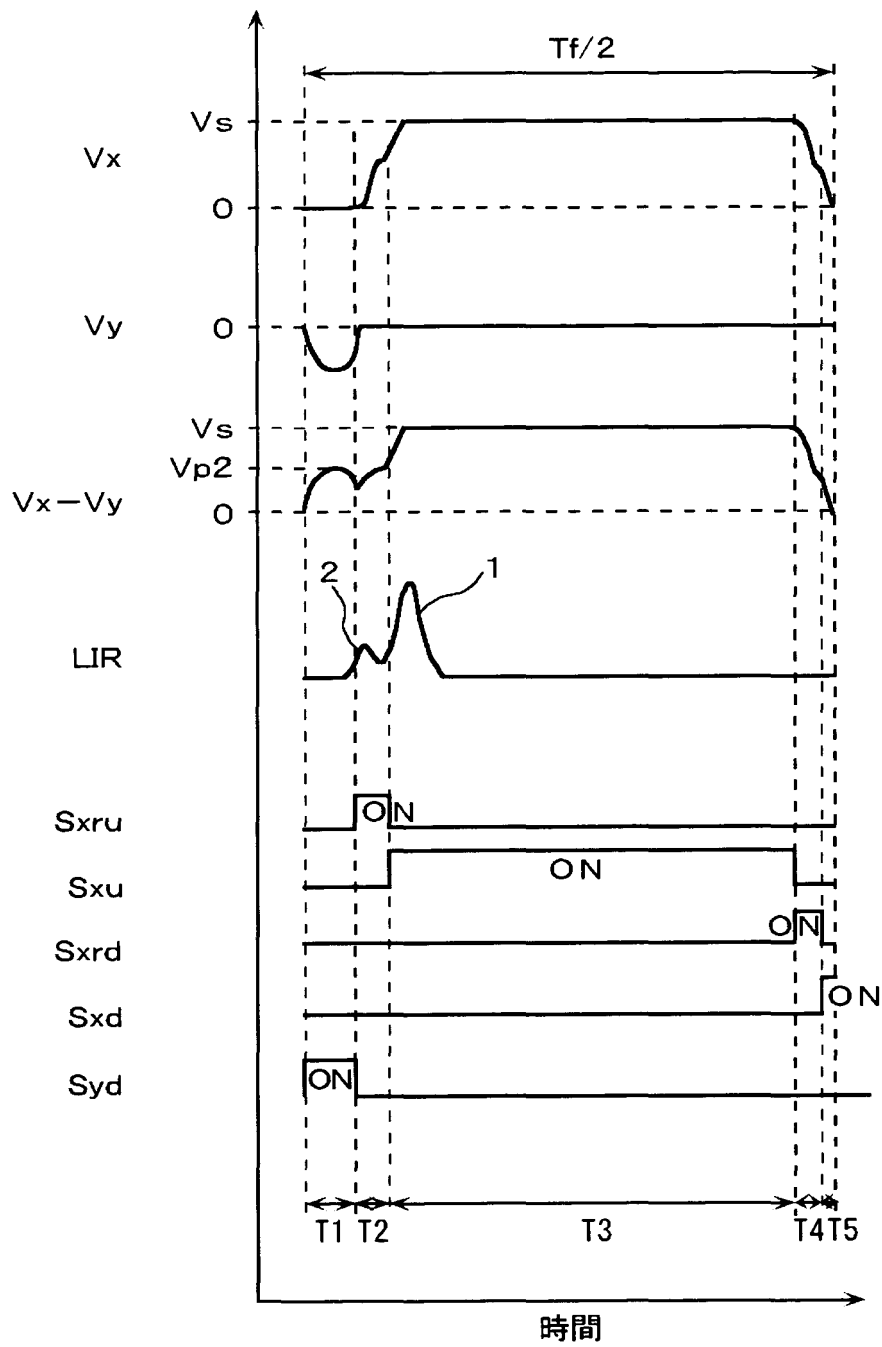 Tf/2
Vs
Vx
0
Vy 0
Vs
Vp2
Vx−Vy
0
2 1
LIR
Sxru ON
Sxu ON
Sxrd ON
Sxd ON
Syd ON
T1 T2 T3 T4 T5
時間